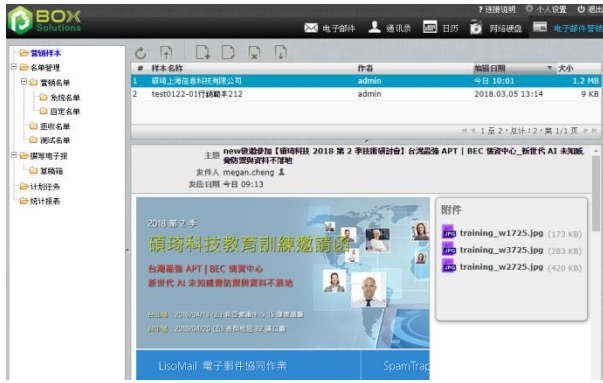 ? 连接说明 个人设置 退出
BOX
Solutions
电子邮件 通讯录 日历 网络硬盘 电子邮件营销
营销样本
名单管理
营销名单
系统名单
自定名单
拒收名单
测试名单
撰写电子报
草稿箱
计划任务
统计报表
# 样本名称 作者 编辑日期 大小
1 碩琦上海信息科技有限公司 admin 今日 10:01 1.2 MB
2 test0122-01行銷範本212 admin 2018.03.05 13:14 9 KB
1 至 2，总计：2，第 1/1 页
主题 new敬邀參加【碩琦科技 2018 第 2 季技術研討會】台灣最強 APT | BEC 情資中心_新世代 AI 未知威
脅防禦與資料不落地
发件人 megan.cheng
发信日期 今日 09:13
2018 第 2 季
碩琦科技教育訓練邀請函
台灣最強 APT | BEC 情資中心
新世代 AI 未知威脅防禦與資料不落地
附件
training_w1725.jpg (173 KB)
training_w3725.jpg (283 KB)
training_w2725.jpg (420 KB)
LisoMail 電子郵件協同作業
SpamTrap